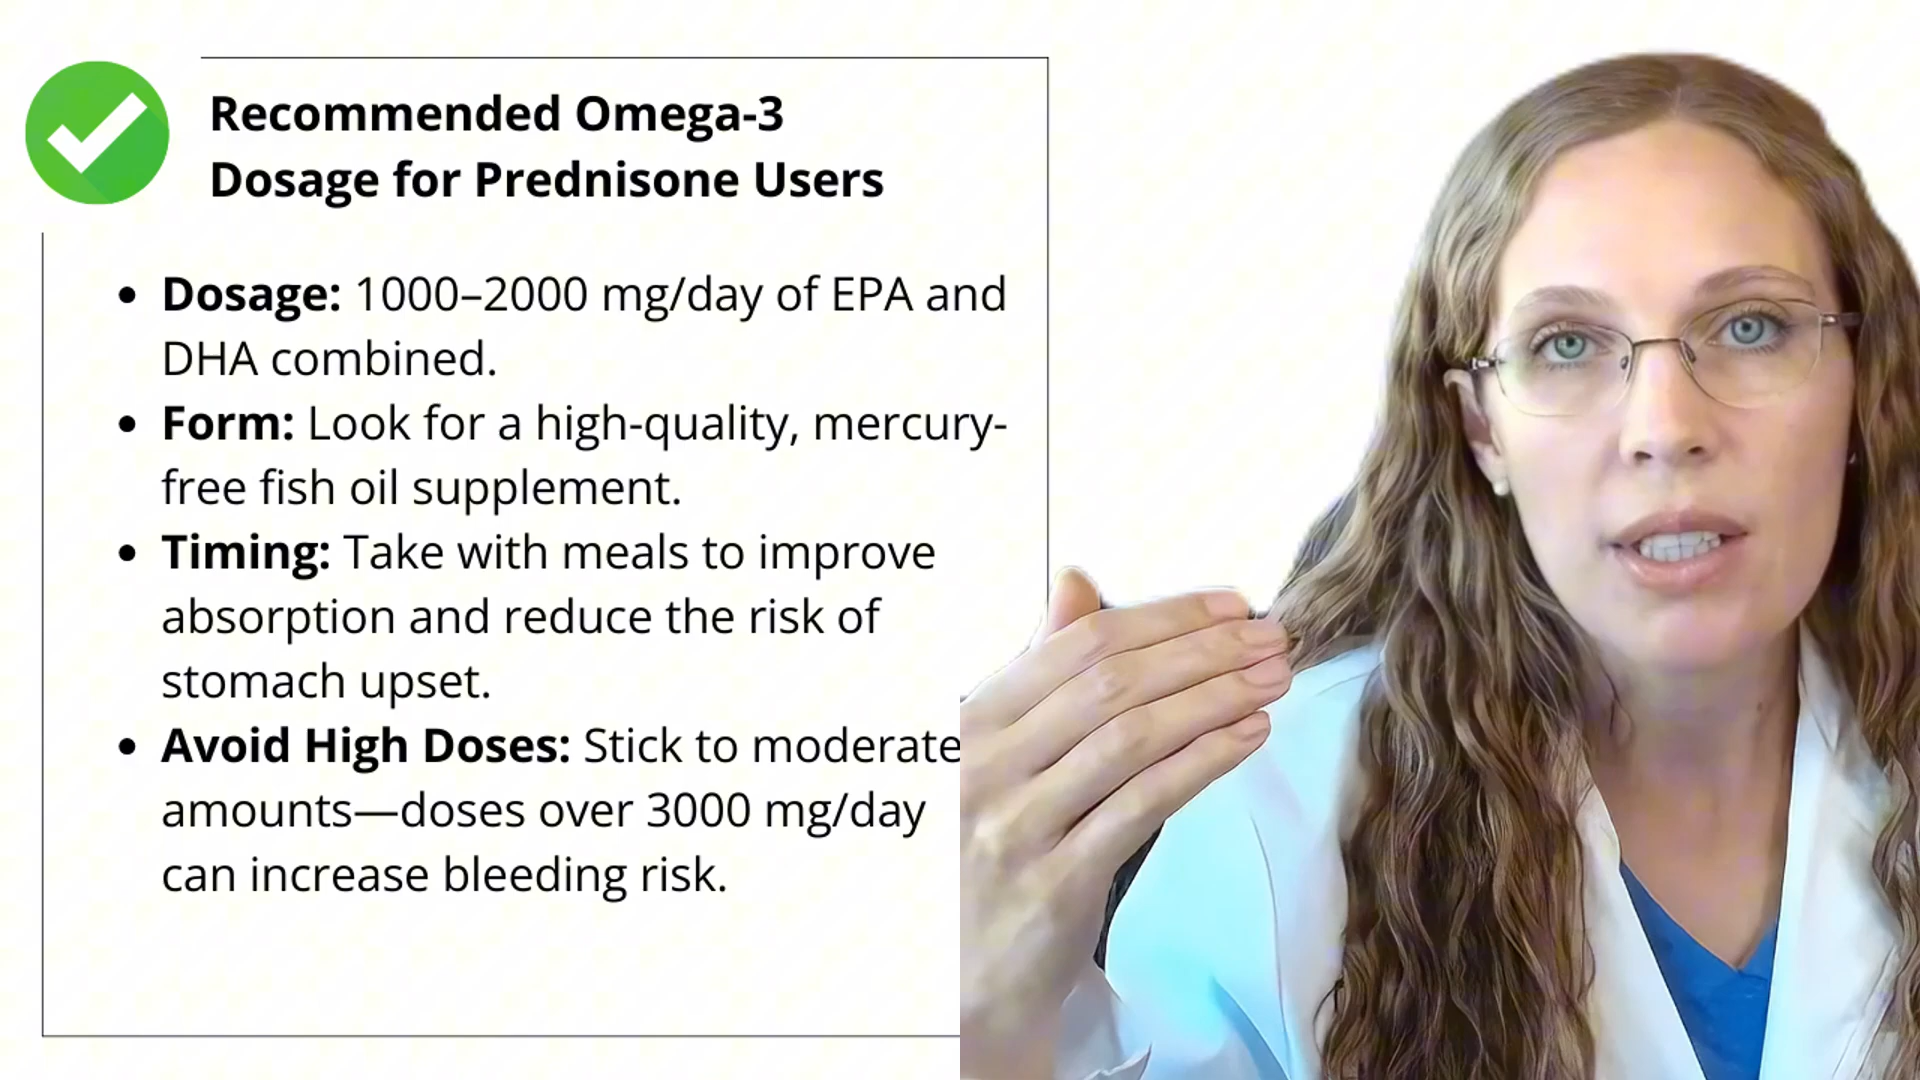 Recommended Omega-3
Dosage for Prednisone Users
• Dosage: 1000–2000 mg/day of EPA and
DHA combined.
• Form: Look for a high-quality, mercury-
free fish oil supplement.
• Timing: Take with meals to improve
absorption and reduce the risk of
stomach upset.
• Avoid High Doses: Stick to moderate
amounts—doses over 3000 mg/day
can increase bleeding risk.